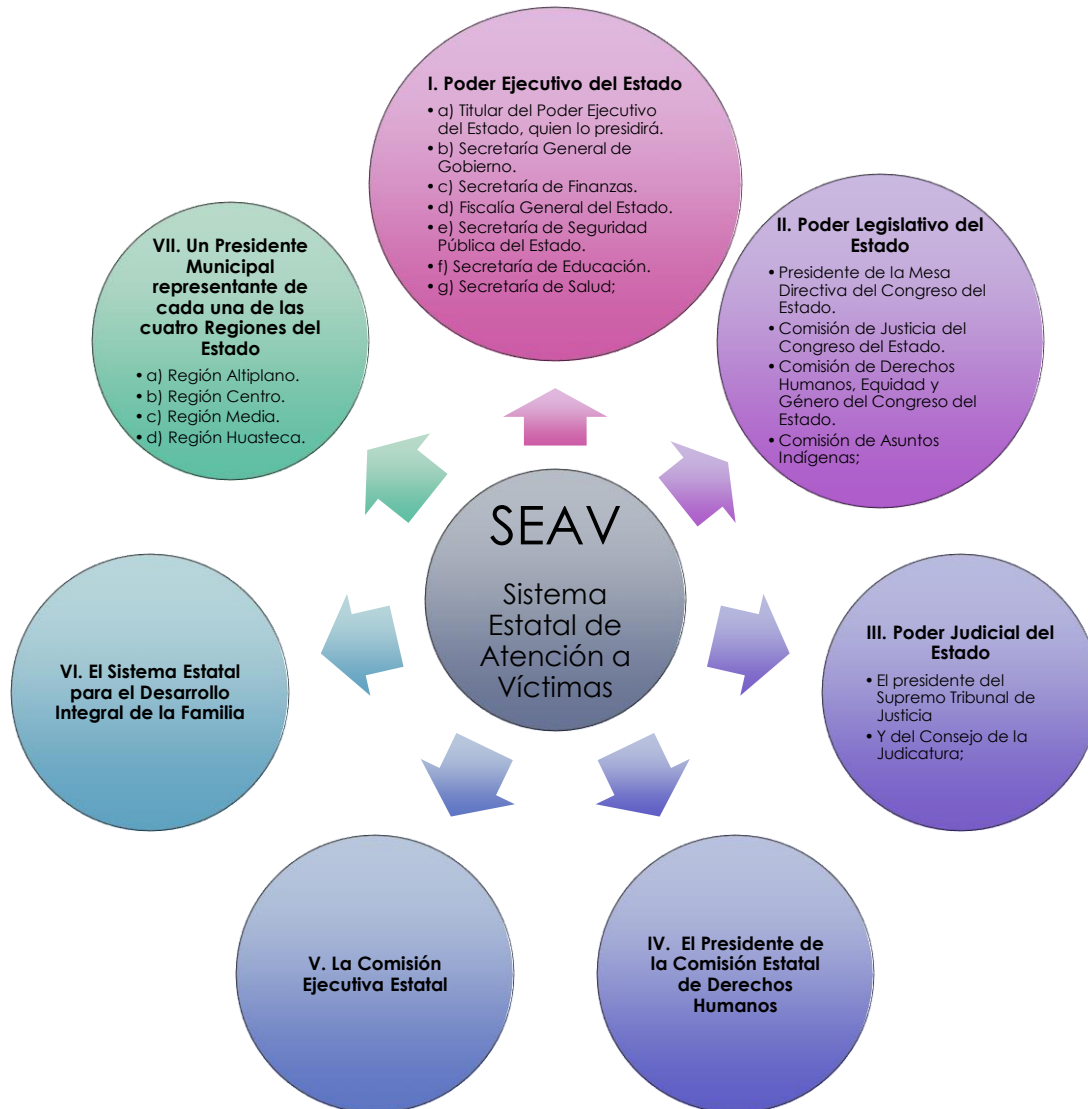 I. Poder Ejecutivo del Estado
• a) Titular del Poder Ejecutivo
del Estado, quien lo presidirá.
• b) Secretaría General de
Gobierno.
• c) Secretaría de Finanzas.
• d) Fiscalía General del Estado.
• e) Secretaría de Seguridad
Pública del Estado.
• f) Secretaría de Educación.
• g) Secretaría de Salud;
II. Poder Legislativo del
Estado
• Presidente de la Mesa
Directiva del Congreso del
Estado.
• Comisión de Justicia del
Congreso del Estado.
• Comisión de Derechos
Humanos, Equidad y
Género del Congreso del
Estado.
• Comisión de Asuntos
Indígenas;
III. Poder Judicial del
Estado
• El presidente del
Supremo Tribunal de
Justicia
• Y del Consejo de la
Judicatura;
IV. El Presidente de
la Comisión Estatal
de Derechos
Humanos
V. La Comisión
Ejecutiva Estatal
VI. El Sistema Estatal
para el Desarrollo
Integral de la Familia
VII. Un Presidente
Municipal
representante de
cada una de las
cuatro Regiones del
Estado
• a) Región Altiplano.
• b) Región Centro.
• c) Región Media.
• d) Región Huasteca.
SEAV
Sistema
Estatal de
Atención a
Víctimas